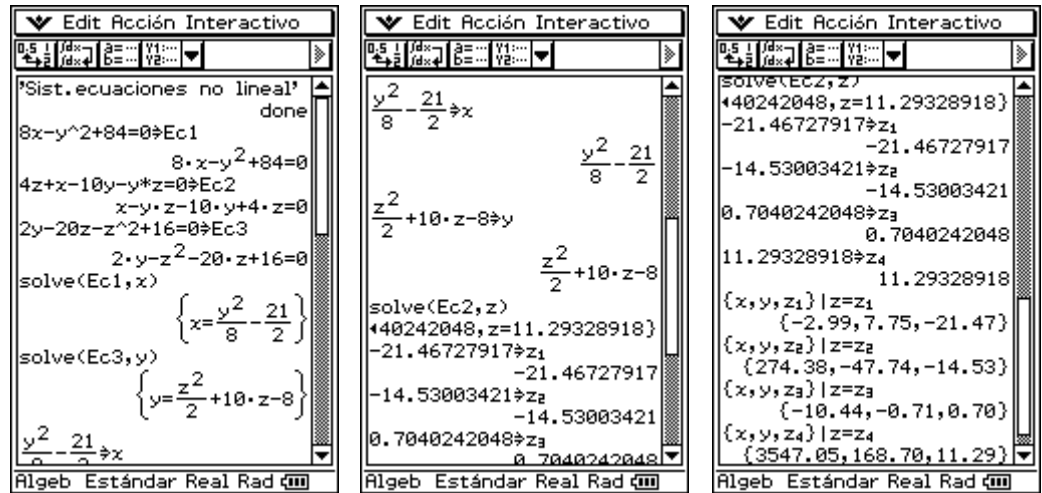 Edit Acción Interactivo
'Sist.ecuaciones no lineal'
done
8x-y^2+84=0⇒Ec1
8·x-y²+84=0
4z+x-10y-y*z=0⇒Ec2
x-y·z-10·y+4·z=0
2y-20z-z^2+16=0⇒Ec3
2·y-z²-20·z+16=0
solve(Ec1,x)
{x=y²/8-21/2}
solve(Ec3,y)
{y=z²/2+10·z-8}
y²/8-21/2⇒x
Algeb Estándar Real Rad
Edit Acción Interactivo
y²/8-21/2⇒x
y²/8-21/2
z²/2+10·z-8⇒y
z²/2+10·z-8
solve(Ec2,z)
◂40242048,z=11.29328918}
-21.46727917⇒z₁
-21.46727917
-14.53003421⇒z₂
-14.53003421
0.7040242048⇒z₃
0.7040242048
Algeb Estándar Real Rad
Edit Acción Interactivo
solve(Ec2,z)
◂40242048,z=11.29328918}
-21.46727917⇒z₁
-21.46727917
-14.53003421⇒z₂
-14.53003421
0.7040242048⇒z₃
0.7040242048
11.29328918⇒z₄
11.29328918
{x,y,z₁}|z=z₁
{-2.99,7.75,-21.47}
{x,y,z₂}|z=z₂
{274.38,-47.74,-14.53}
{x,y,z₃}|z=z₃
{-10.44,-0.71,0.70}
{x,y,z₄}|z=z₄
{3547.05,168.70,11.29}
Algeb Estándar Real Rad